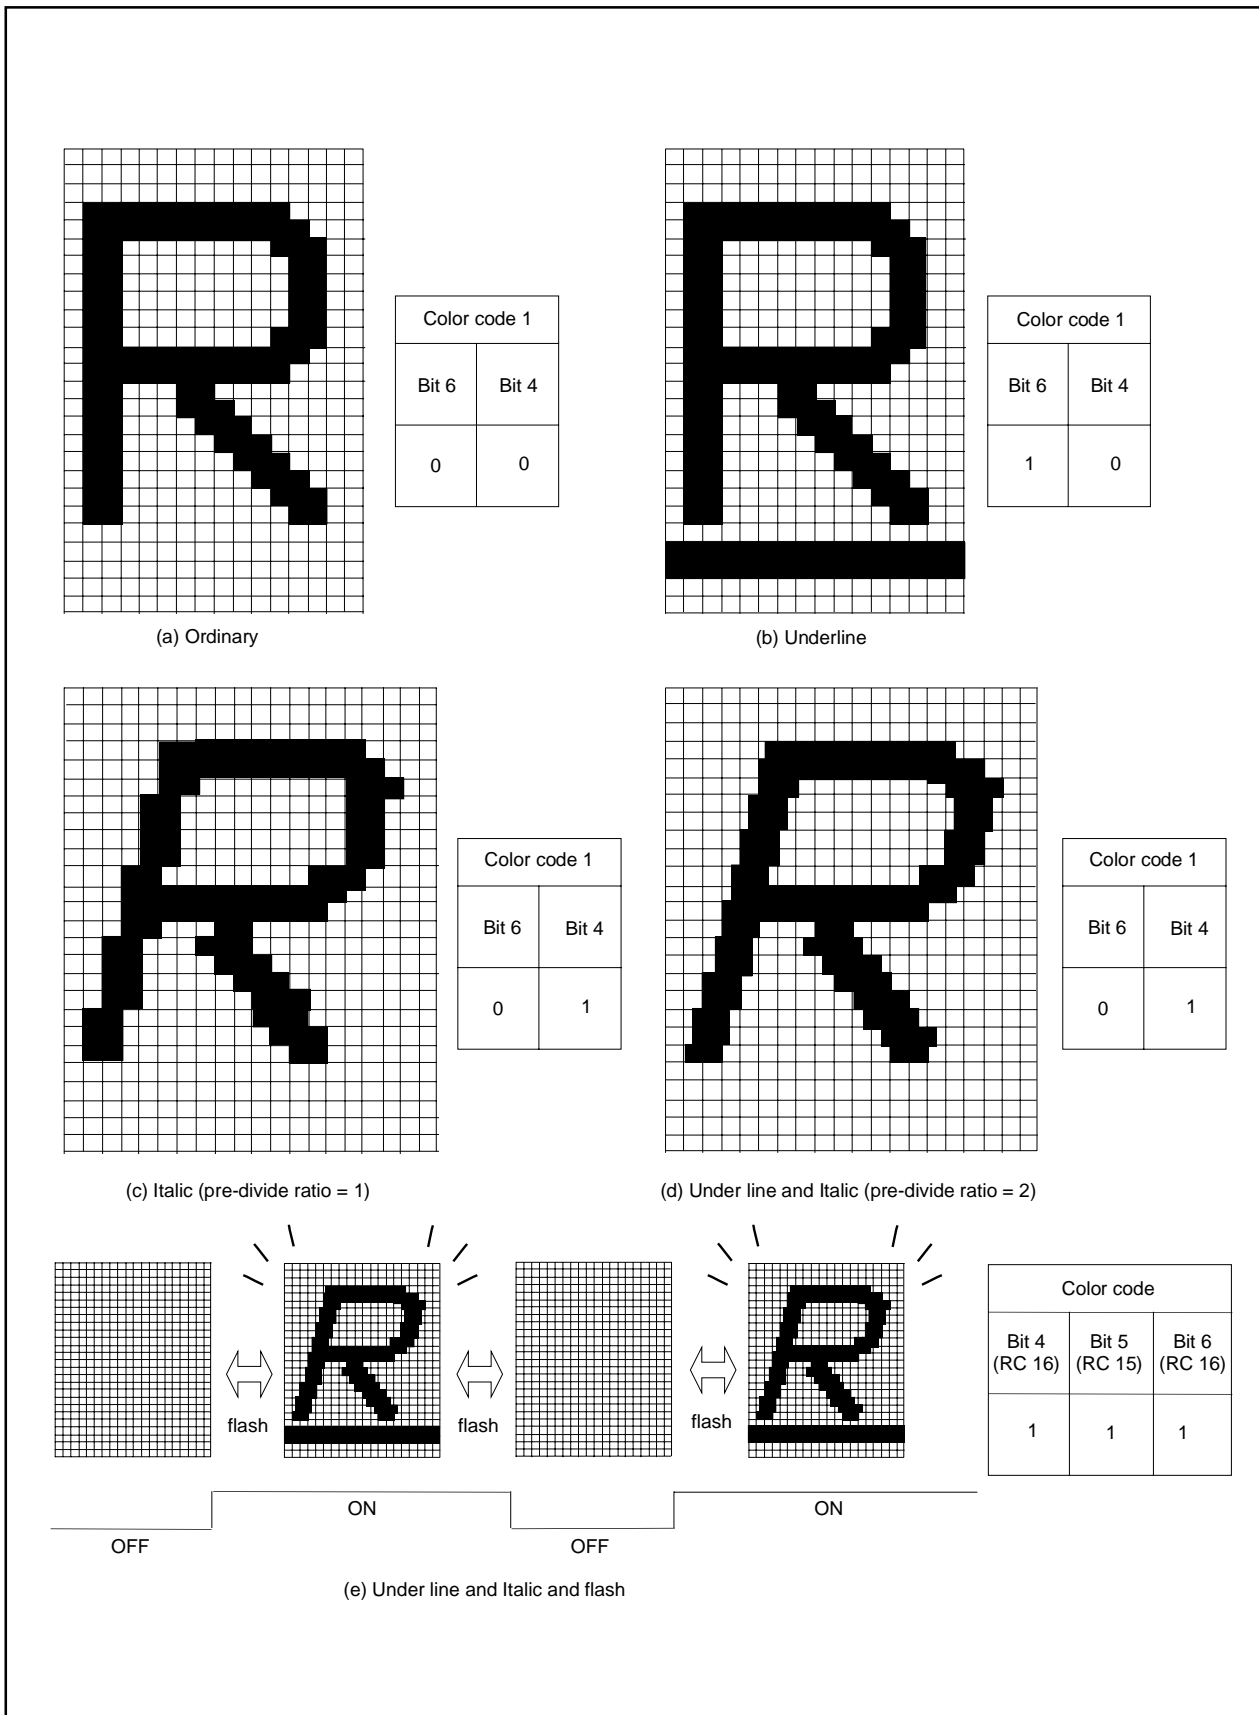 Color code 1
Bit 6 Bit 4
0 0
(a) Ordinary
Color code 1
Bit 6 Bit 4
1 0
(b) Underline
Color code 1
Bit 6 Bit 4
0 1
(c) Italic (pre-divide ratio = 1)
Color code 1
Bit 6 Bit 4
0 1
(d) Under line and Italic (pre-divide ratio = 2)
flash flash flash
Color code
Bit 4 Bit 5 Bit 6
(RC 16) (RC 15) (RC 16)
1 1 1
ON ON
OFF OFF
(e) Under line and Italic and flash